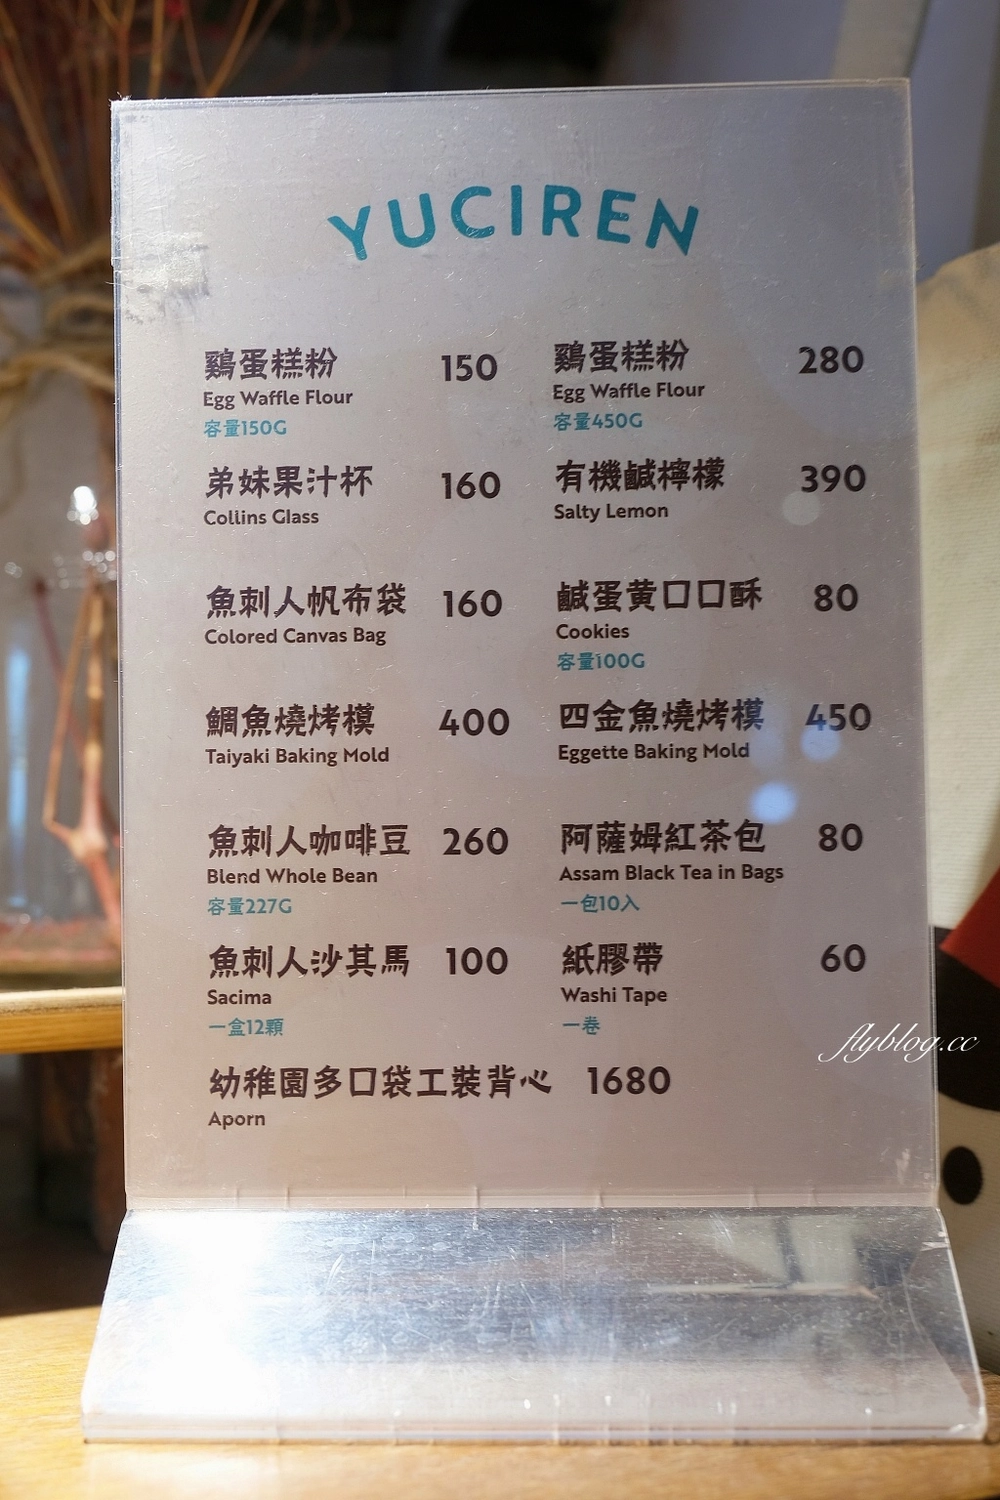 YUCIREN
鷄蛋糕粉 150
Egg Waffle Flour
容量150G
鷄蛋糕粉 280
Egg Waffle Flour
容量450G
弟妹果汁杯 160
Collins Glass
有機鹹檸檬 390
Salty Lemon
魚刺人帆布袋 160
Colored Canvas Bag
鹹蛋黄口口酥 80
Cookies
容量100G
鯛魚燒烤模 400
Taiyaki Baking Mold
四金魚燒烤模 450
Eggette Baking Mold
魚刺人咖啡豆 260
Blend Whole Bean
容量227G
阿薩姆紅茶包 80
Assam Black Tea in Bags
一包10入
魚刺人沙其馬 100
Sacima
一盒12顆
紙膠帶 60
Washi Tape
一卷
幼稚園多口袋工裝背心 1680
Aporn
flyblog.cc